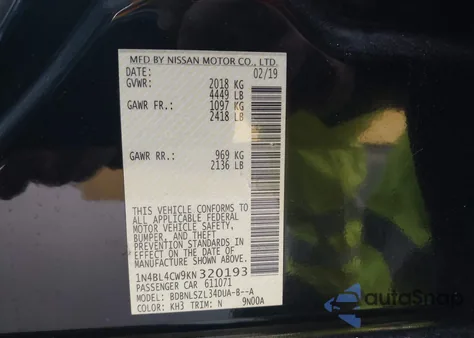 MFD BY NISSAN MOTOR CO., LTD.
DATE: 02/19
GVWR: 2018 KG
4449 LB
GAWR FR.: 1097 KG
2418 LB
GAWR RR.: 969 KG
2136 LB
THIS VEHICLE CONFORMS TO
ALL APPLICABLE FEDERAL
MOTOR VEHICLE SAFETY,
BUMPER, AND THEFT
PREVENTION STANDARDS
IN EFFECT ON THE DATE OF
MANUFACTURE SHOWN ABOVE.
1N4BL4CW9KN320193
PASSENGER CAR 611071
MODEL: BDBNLSZL34DUA-B--A
COLOR: KH3 TRIM: N 9N00A
autoSnap